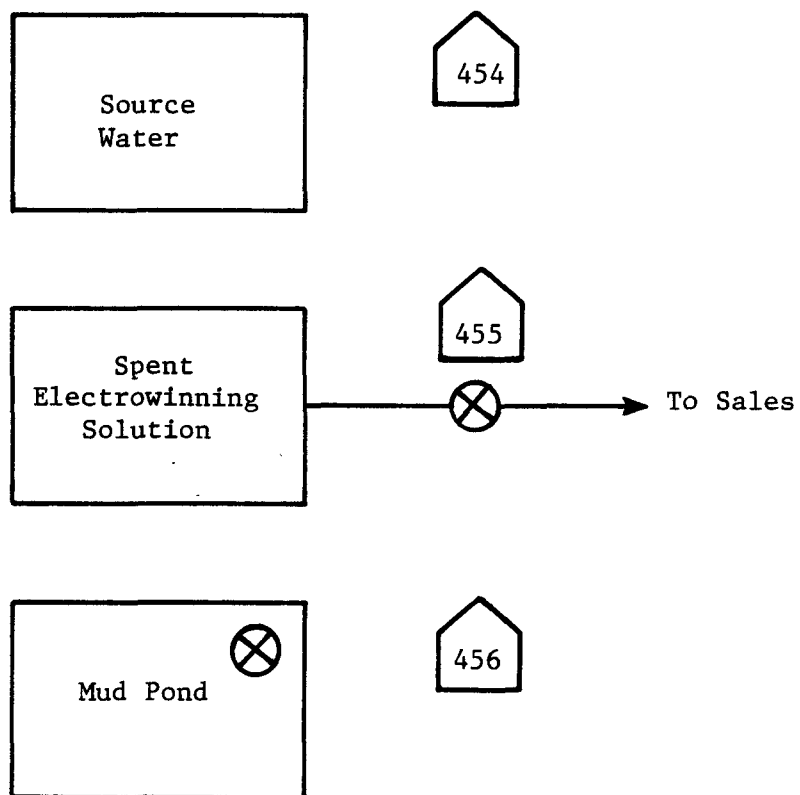 Source
Water
454
Spent
Electrowinning
Solution
455
To Sales
Mud Pond
456